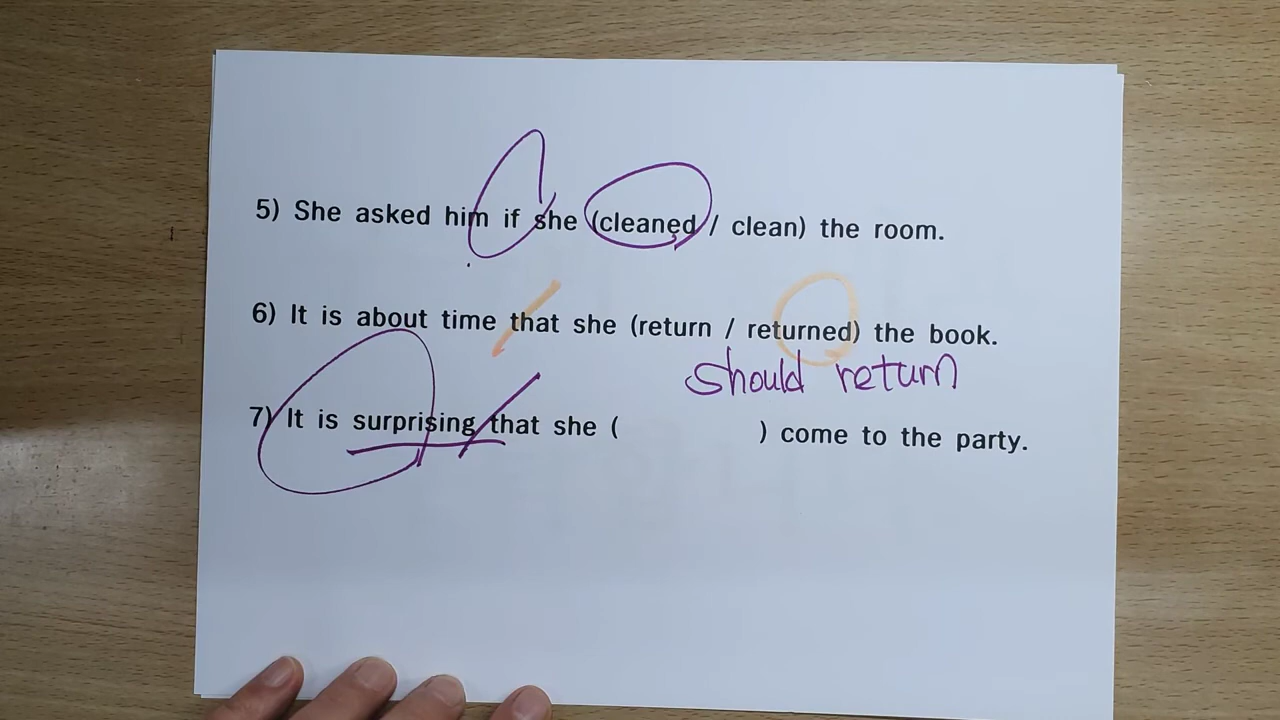 5) She asked him if she (cleaned / clean) the room.
6) It is about time that she (return / returned) the book.
should return
7) It is surprising that she ( ) come to the party.